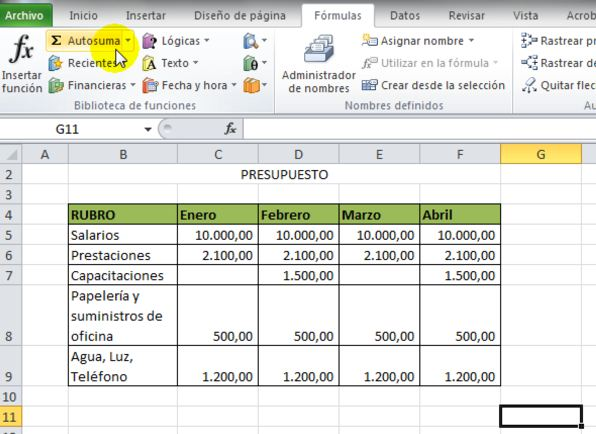 Archivo Inicio Insertar Diseño de página Fórmulas Datos Revisar Vista Acrob
fx Insertar función
Σ Autosuma
Recientes
Financieras
Lógicas
Texto
Fecha y hora
Biblioteca de funciones
Administrador de nombres
Asignar nombre
Utilizar en la fórmula
Crear desde la selección
Nombres definidos
Rastrear pr
Rastrear de
Quitar flec
Au
G11 fx
A B C D E F G
2 PRESUPUESTO
3
4 RUBRO Enero Febrero Marzo Abril
5 Salarios 10.000,00 10.000,00 10.000,00 10.000,00
6 Prestaciones 2.100,00 2.100,00 2.100,00 2.100,00
7 Capacitaciones 1.500,00 1.500,00
Papelería y
suministros de
8 oficina 500,00 500,00 500,00 500,00
Agua, Luz,
9 Teléfono 1.200,00 1.200,00 1.200,00 1.200,00
10
11